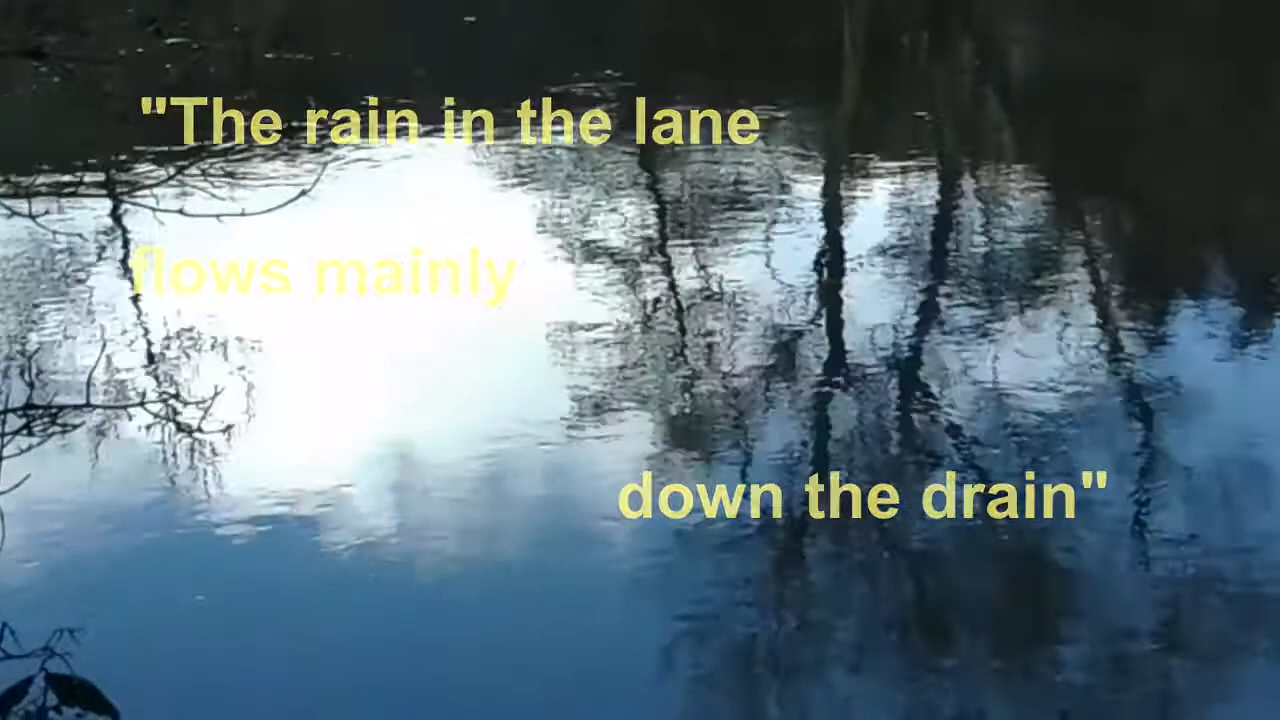 "The rain in the lane
flows mainly
down the drain"